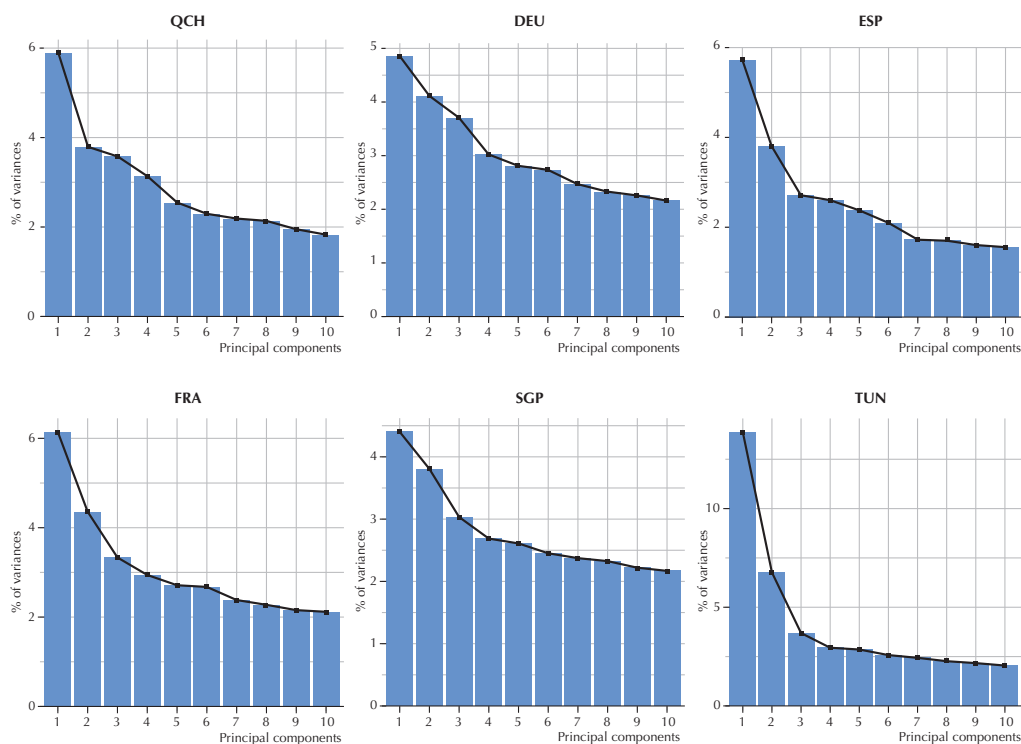 QCH
% of variances
6
4
2
0
1 2 3 4 5 6 7 8 9 10
Principal components
DEU
% of variances
5
4
3
2
1
0
1 2 3 4 5 6 7 8 9 10
Principal components
ESP
% of variances
6
4
2
0
1 2 3 4 5 6 7 8 9 10
Principal components
FRA
% of variances
6
4
2
0
1 2 3 4 5 6 7 8 9 10
Principal components
SGP
% of variances
4
3
2
1
0
1 2 3 4 5 6 7 8 9 10
Principal components
TUN
% of variances
10
5
0
1 2 3 4 5 6 7 8 9 10
Principal components